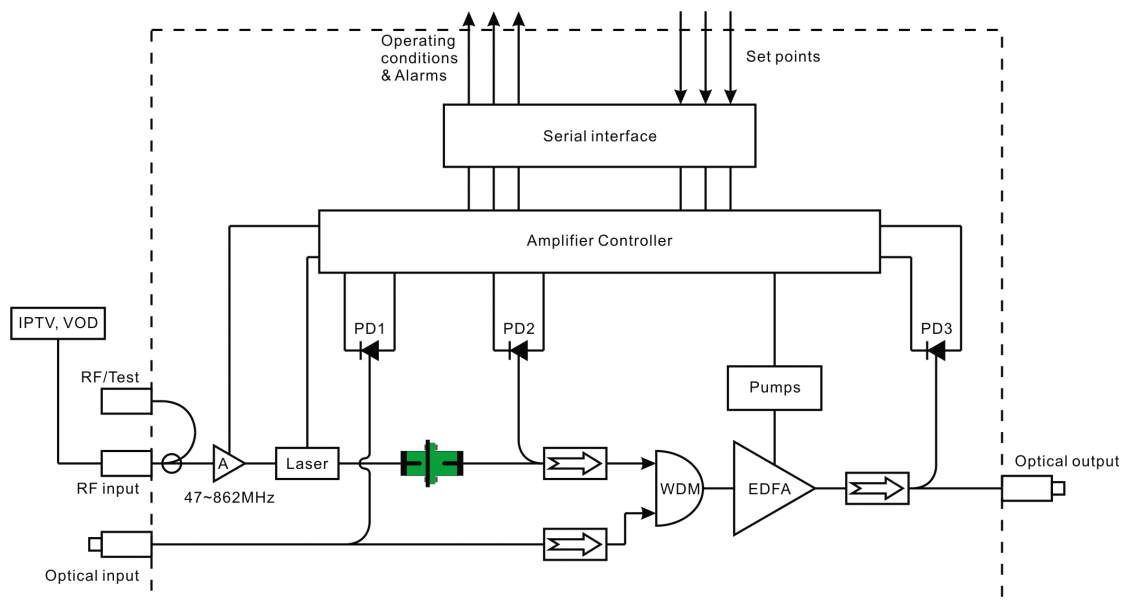 Operating
conditions
& Alarms
Set points
Serial interface
Amplifier Controller
IPTV, VOD
PD1
PD2
PD3
RF/Test
Pumps
A
Laser
RF input
47~862MHz
WDM
EDFA
Optical output
Optical input